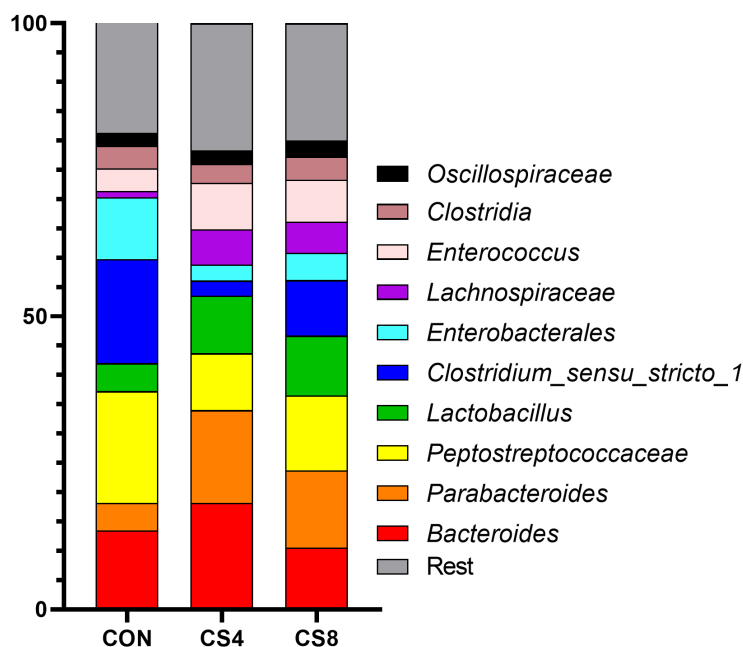 100
50
0
CON
CS4
CS8
Oscillospiraceae
Clostridia
Enterococcus
Lachnospiraceae
Enterobacterales
Clostridium_sensu_stricto_1
Lactobacillus
Peptostreptococcaceae
Parabacteroides
Bacteroides
Rest